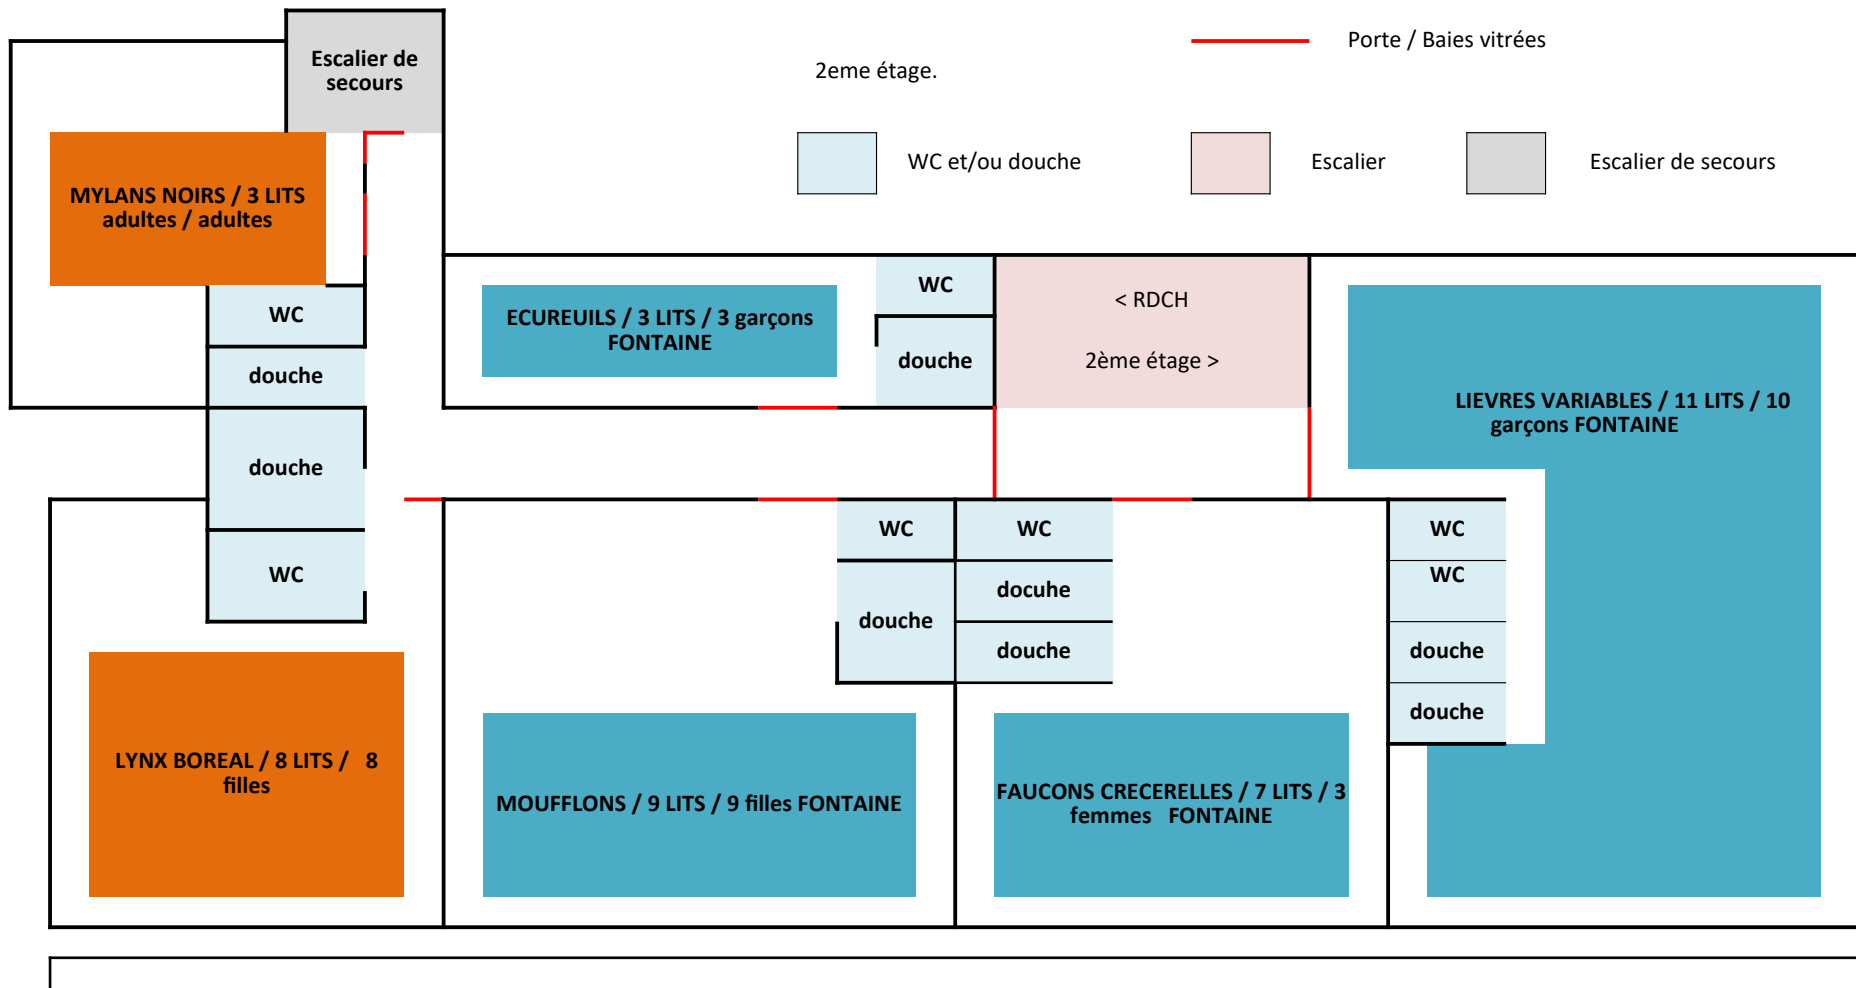 Escalier de
secours
Porte / Baies vitrées
2eme étage.
WC et/ou douche
Escalier
Escalier de secours
MYLANS NOIRS / 3 LITS
adultes / adultes
WC
douche
douche
WC
ECUREUILS / 3 LITS / 3 garçons
FONTAINE
WC
douche
< RDCH
2ème étage >
LIEVRES VARIABLES / 11 LITS / 10
garçons FONTAINE
WC
douche
WC
docuhe
douche
WC
WC
douche
douche
LYNX BOREAL / 8 LITS / 8
filles
MOUFFLONS / 9 LITS / 9 filles FONTAINE
FAUCONS CRECERELLES / 7 LITS / 3
femmes FONTAINE